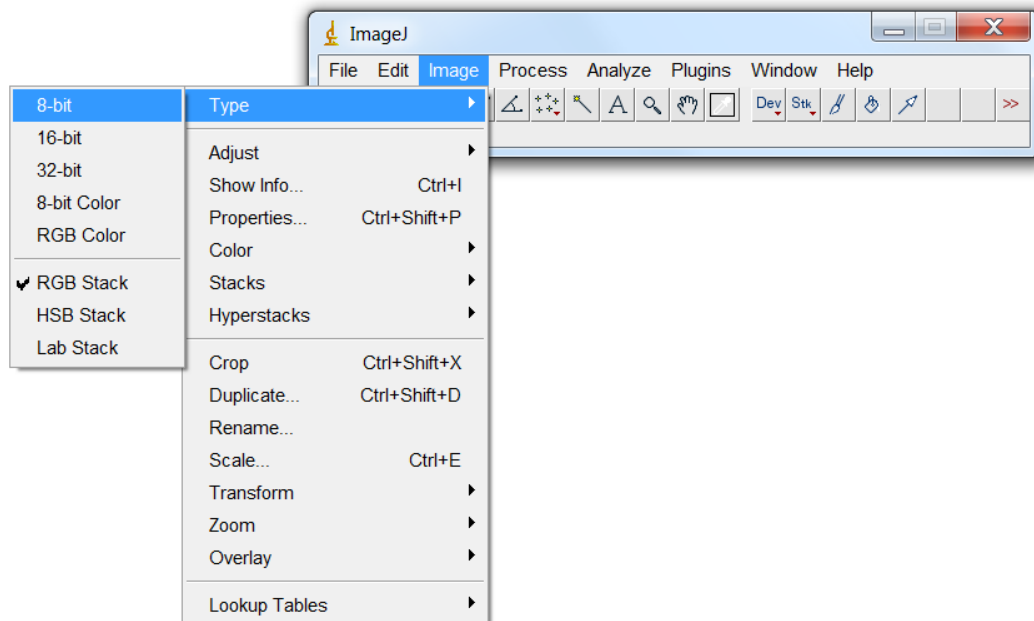 ImageJ
File Edit Image Process Analyze Plugins Window Help
Dev Stk >>
8-bit
16-bit
32-bit
8-bit Color
RGB Color
RGB Stack
HSB Stack
Lab Stack
Type
Adjust
Show Info... Ctrl+I
Properties... Ctrl+Shift+P
Color
Stacks
Hyperstacks
Crop Ctrl+Shift+X
Duplicate... Ctrl+Shift+D
Rename...
Scale... Ctrl+E
Transform
Zoom
Overlay
Lookup Tables